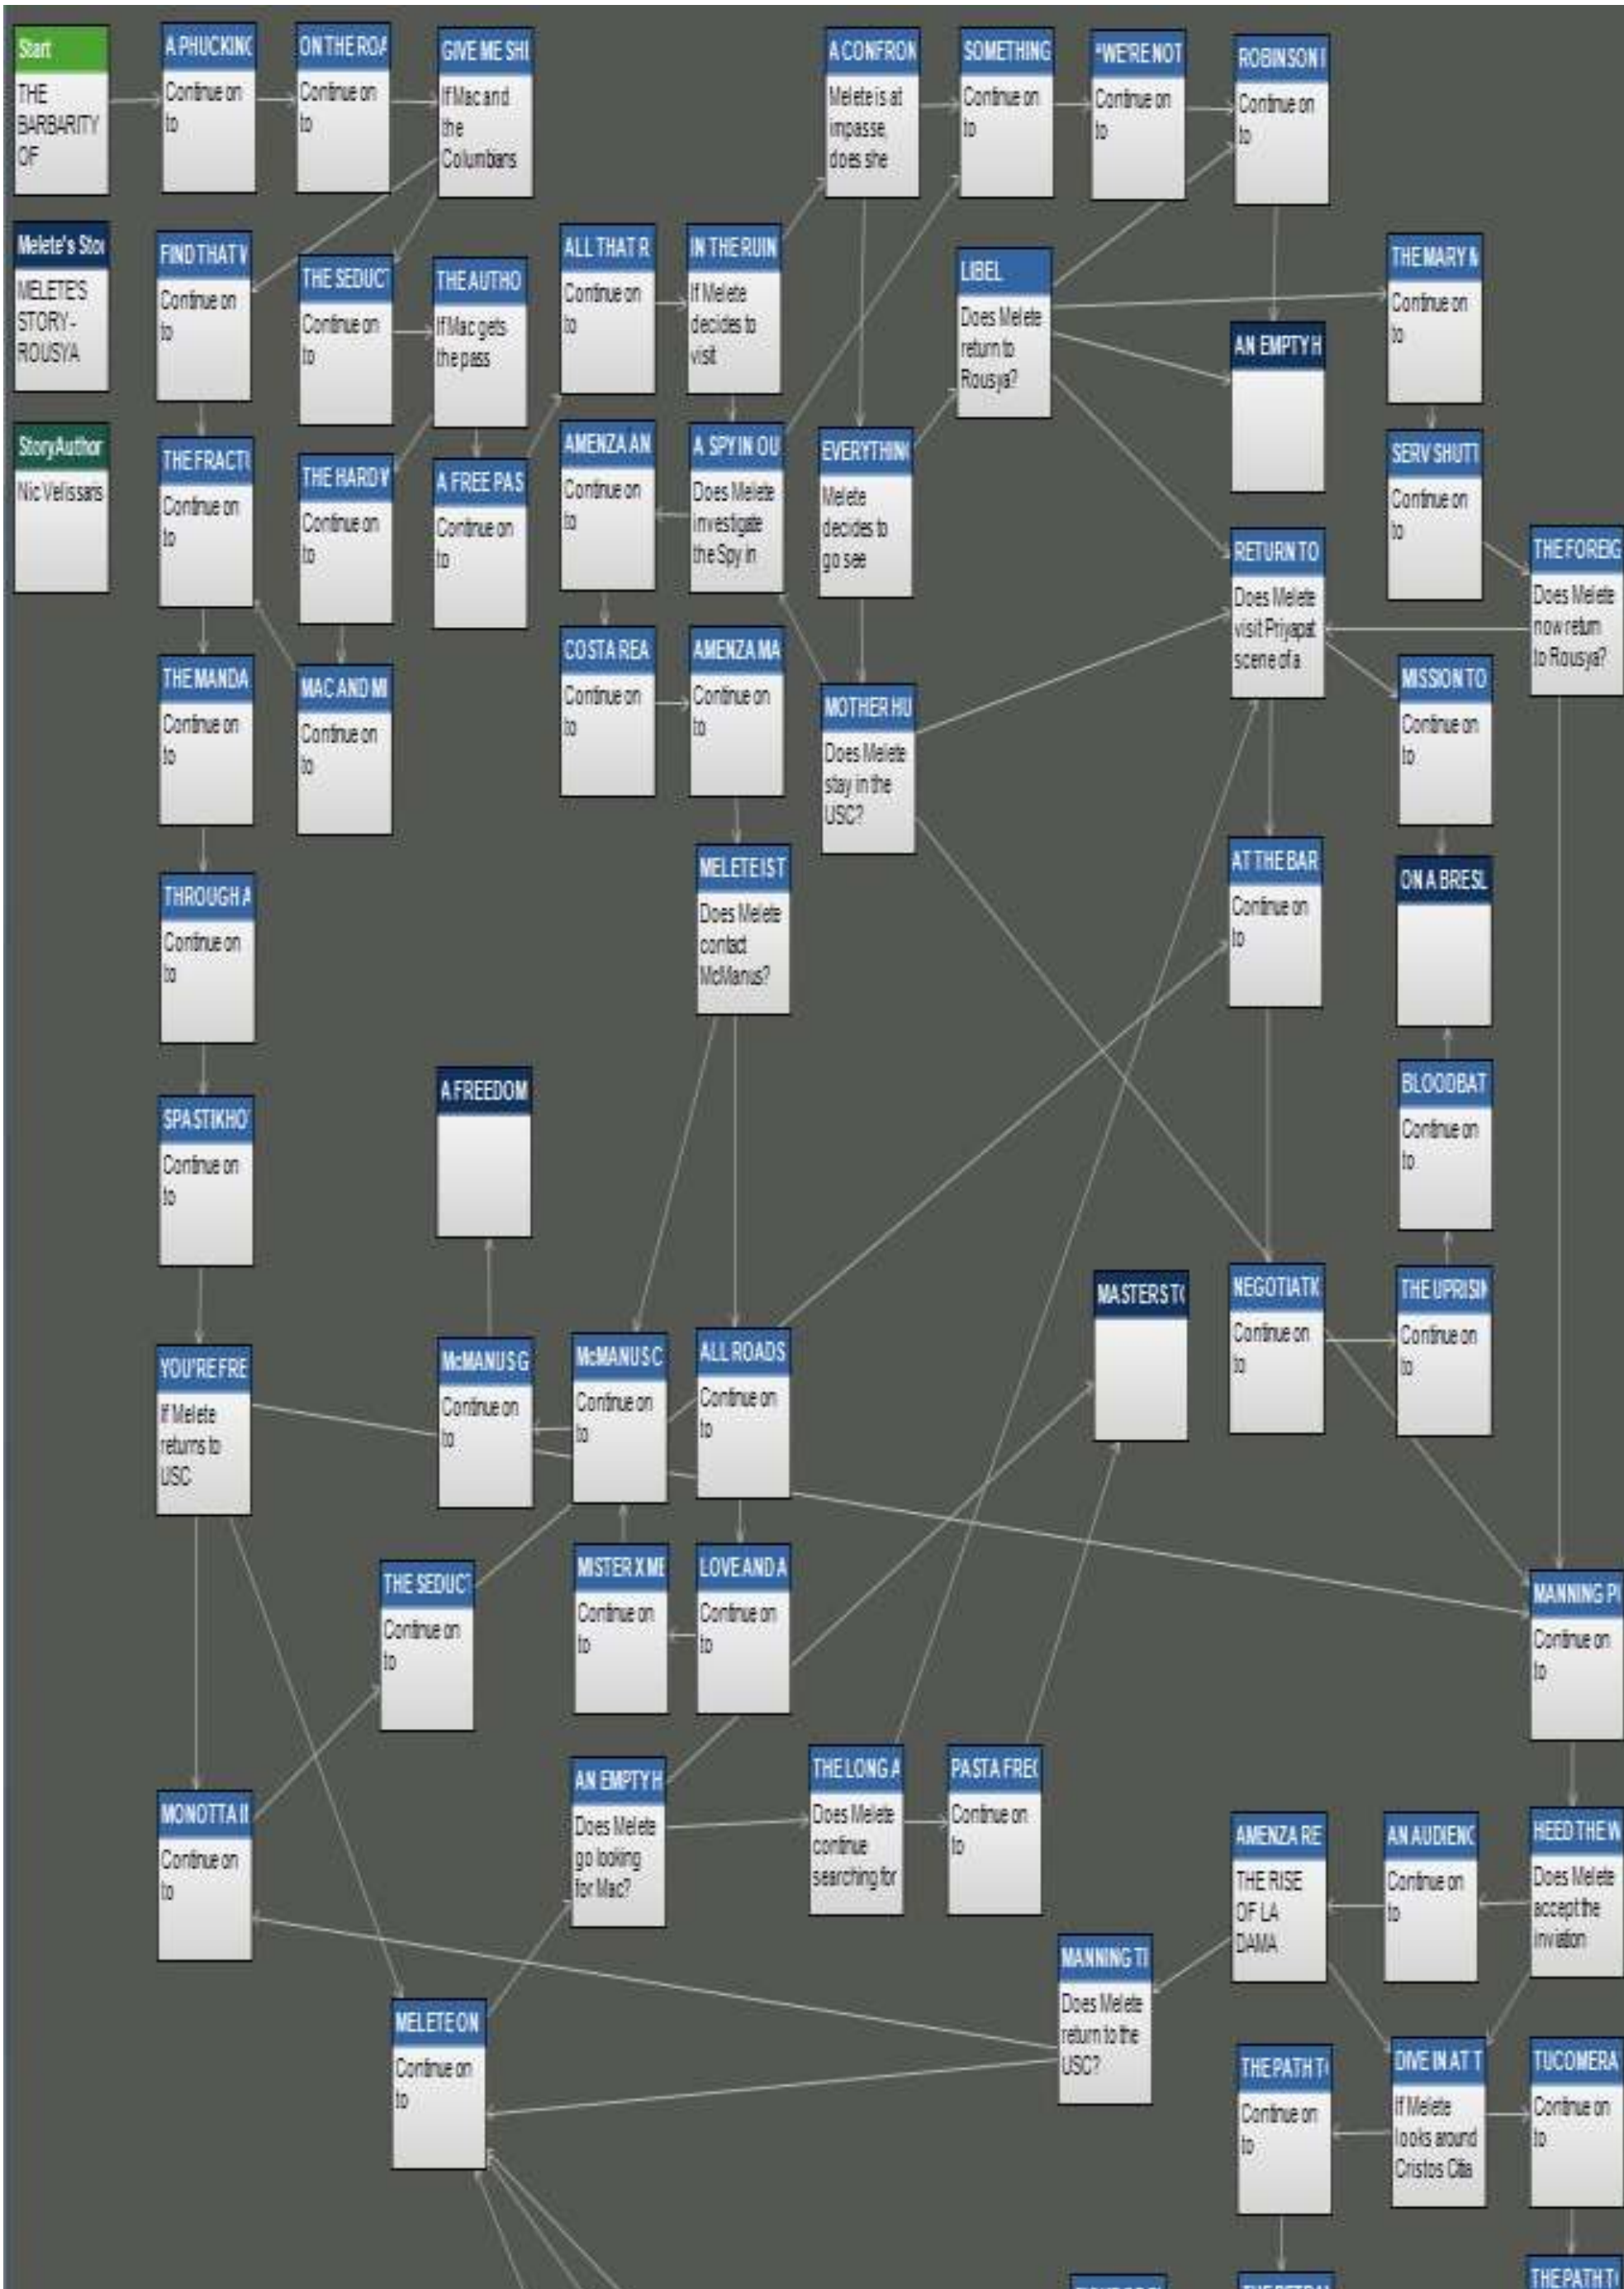 Start
THE
BARBARITY
OF
A PHUCKING
Continue on
to
ON THE ROA
Continue on
to
GIVE ME SHE
If Mac and
the
Columbians
A CONFRON
Melete is at
impasse,
does she
SOMETHING
Continue on
to
"WE'RE NOT
Continue on
to
ROBINSON I
Continue on
to
Melete's Stor
MELETE'S
STORY -
ROUSYA
FIND THAT W
Continue on
to
THE SEDUCT
Continue on
to
THE AUTHO
If Mac gets
the pass
ALL THAT R
Continue on
to
IN THE RUIN
If Melete
decides to
visit
LIBEL
Does Melete
return to
Rousya?
AN EMPTY H
THE MARY M
Continue on
to
StoryAuthor
Nic Velissaris
THE FRACTU
Continue on
to
THE HARD W
Continue on
to
A FREE PAS
Continue on
to
AMENZA AN
Continue on
to
A SPY IN OU
Does Melete
investigate
the Spy in
EVERYTHING
Melete
decides to
go see
SERV SHUTT
Continue on
to
RETURN TO
Does Melete
visit Priyapat
scene of a
THE FOREIG
Does Melete
now return
to Rousya?
THE MANDA
Continue on
to
MAC AND MI
Continue on
to
COSTA REA
Continue on
to
AMENZA MA
Continue on
to
MOTHER HU
Does Melete
stay in the
USC?
MISSION TO
Continue on
to
THROUGH A
Continue on
to
MELETE IS T
Does Melete
contact
McManus?
AT THE BAR
Continue on
to
ON A BRESL
SPASTIKHO
Continue on
to
A FREEDOM
BLOODBAT
Continue on
to
YOU'RE FRE
If Melete
returns to
USC
McMANUS G
Continue on
to
McMANUS C
Continue on
to
ALL ROADS
Continue on
to
MASTERS TO
NEGOTIATIO
Continue on
to
THE UPRISIN
Continue on
to
THE SEDUCT
Continue on
to
MISTER X ME
Continue on
to
LOVE AND A
Continue on
to
MANNING PI
Continue on
to
MONOTTA II
Continue on
to
AN EMPTY H
Does Melete
go looking
for Mac?
THE LONG A
Does Melete
continue
searching for
PASTA FREG
Continue on
to
AMENZA RE
THE RISE
OF LA
DAMA
AN AUDIENC
Continue on
to
HEED THE W
Does Melete
accept the
inviation
MELETE ON
Continue on
to
MANNING TI
Does Melete
return to the
USC?
THE PATH TO
Continue on
to
DIVE IN AT T
If Melete
looks around
Cristos Citia
TUCOMERA
Continue on
to
THE PATH TO